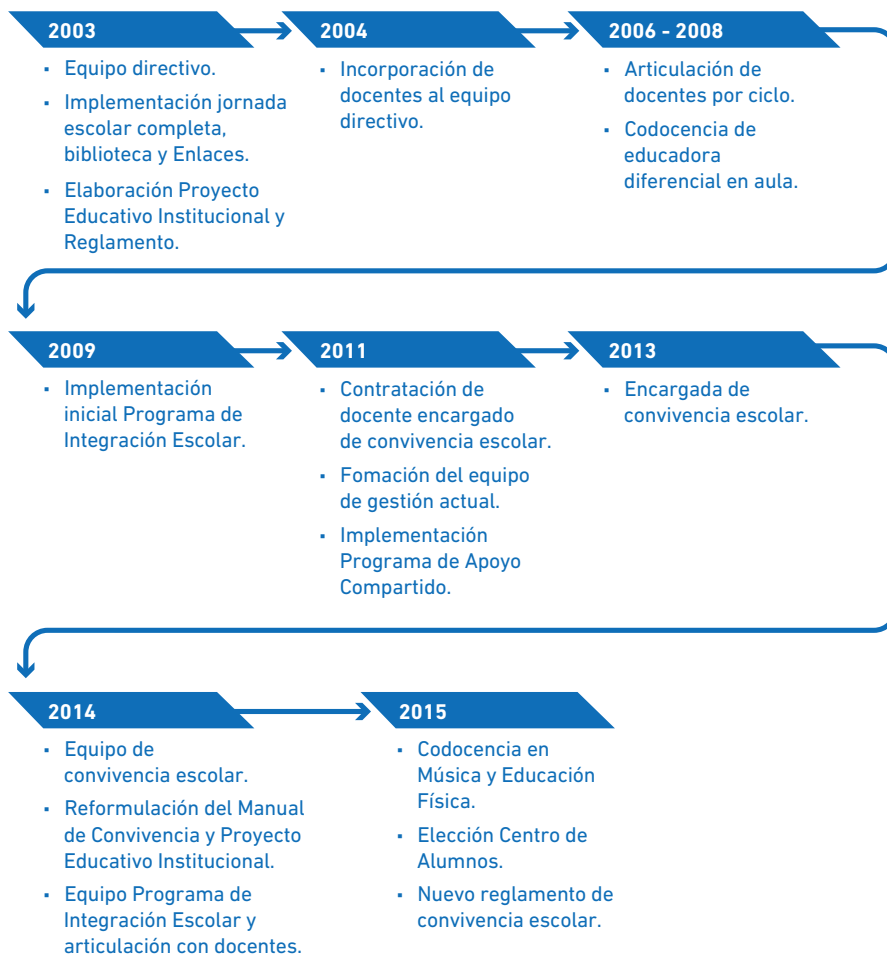 2003
▪ Equipo directivo.
▪ Implementación jornada
escolar completa,
biblioteca y Enlaces.
▪ Elaboración Proyecto
Educativo Institucional y
Reglamento.
2004
▪ Incorporación de
docentes al equipo
directivo.
2006 - 2008
▪ Articulación de
docentes por ciclo.
▪ Codocencia de
educadora
diferencial en aula.
2009
▪ Implementación
inicial Programa de
Integración Escolar.
2011
▪ Contratación de
docente encargado
de convivencia escolar.
▪ Fomación del equipo
de gestión actual.
▪ Implementación
Programa de Apoyo
Compartido.
2013
▪ Encargada de
convivencia escolar.
2014
▪ Equipo de
convivencia escolar.
▪ Reformulación del Manual
de Convivencia y Proyecto
Educativo Institucional.
▪ Equipo Programa de
Integración Escolar y
articulación con docentes.
2015
▪ Codocencia en
Música y Educación
Física.
▪ Elección Centro de
Alumnos.
▪ Nuevo reglamento de
convivencia escolar.